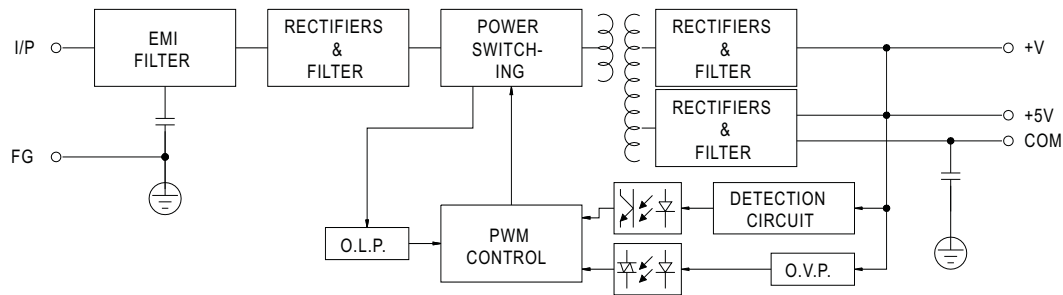 I/P
EMI
FILTER
RECTIFIERS
&
FILTER
POWER
SWITCH-
ING
RECTIFIERS
&
FILTER
+V
RECTIFIERS
&
FILTER
+5V
COM
FG
O.L.P.
PWM
CONTROL
DETECTION
CIRCUIT
O.V.P.